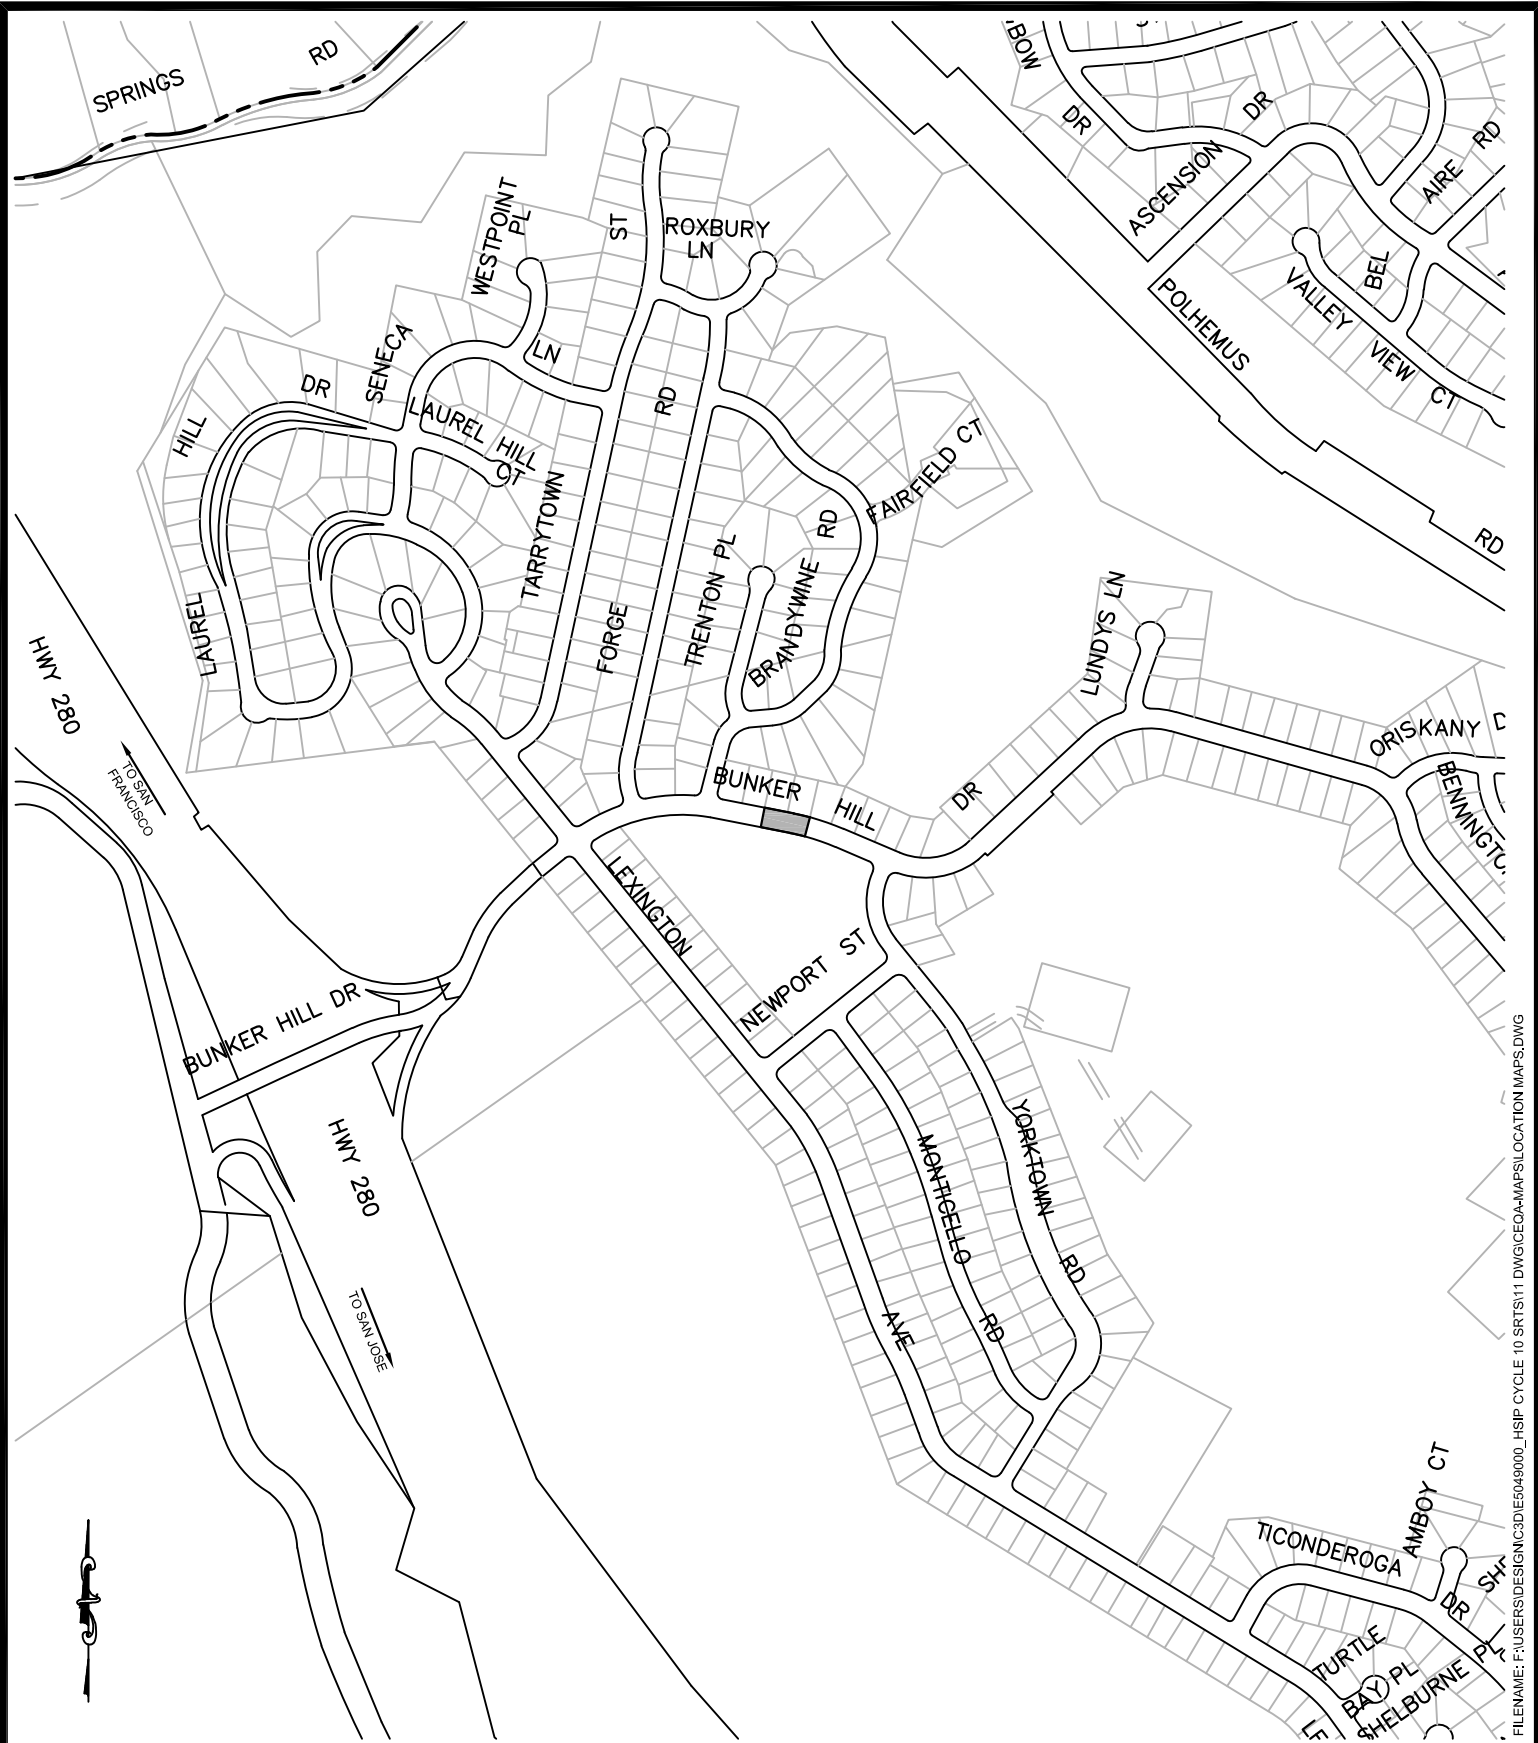 SPRINGS
RD
DR
DR
ASCENSION
AIRE
RD
BEL
VALLEY
VIEW
CT
POLHEMUS
RD
WESTPOINT
PL
ST
ROXBURY
LN
SENECA
LN
DR
HILL
LAUREL
LAUREL HILL
CT
TARRYTOWN
FORGE
RD
TRENTON PL
BRANDYWINE
RD
FAIRFIELD CT
LUNDYS LN
ORISKANY
BUNKER
HILL
DR
HWY 280
TO SAN
FRANCISCO
LEXINGTON
AVE
NEWPORT ST
BUNKER HILL DR
HWY 280
TO SAN JOSE
MONTICELLO
RD
YORKTOWN
RD
AMBOY CT
TICONDEROGA
DR
TURTLE
BAY PL
SHELBURNE PL
FILENAME: F:\USERS\DESIGN\C3D\E5049000_HSIP CYCLE 10 SRTS\11 DWG\CEQA-MAPS\LOCATION MAPS.DWG